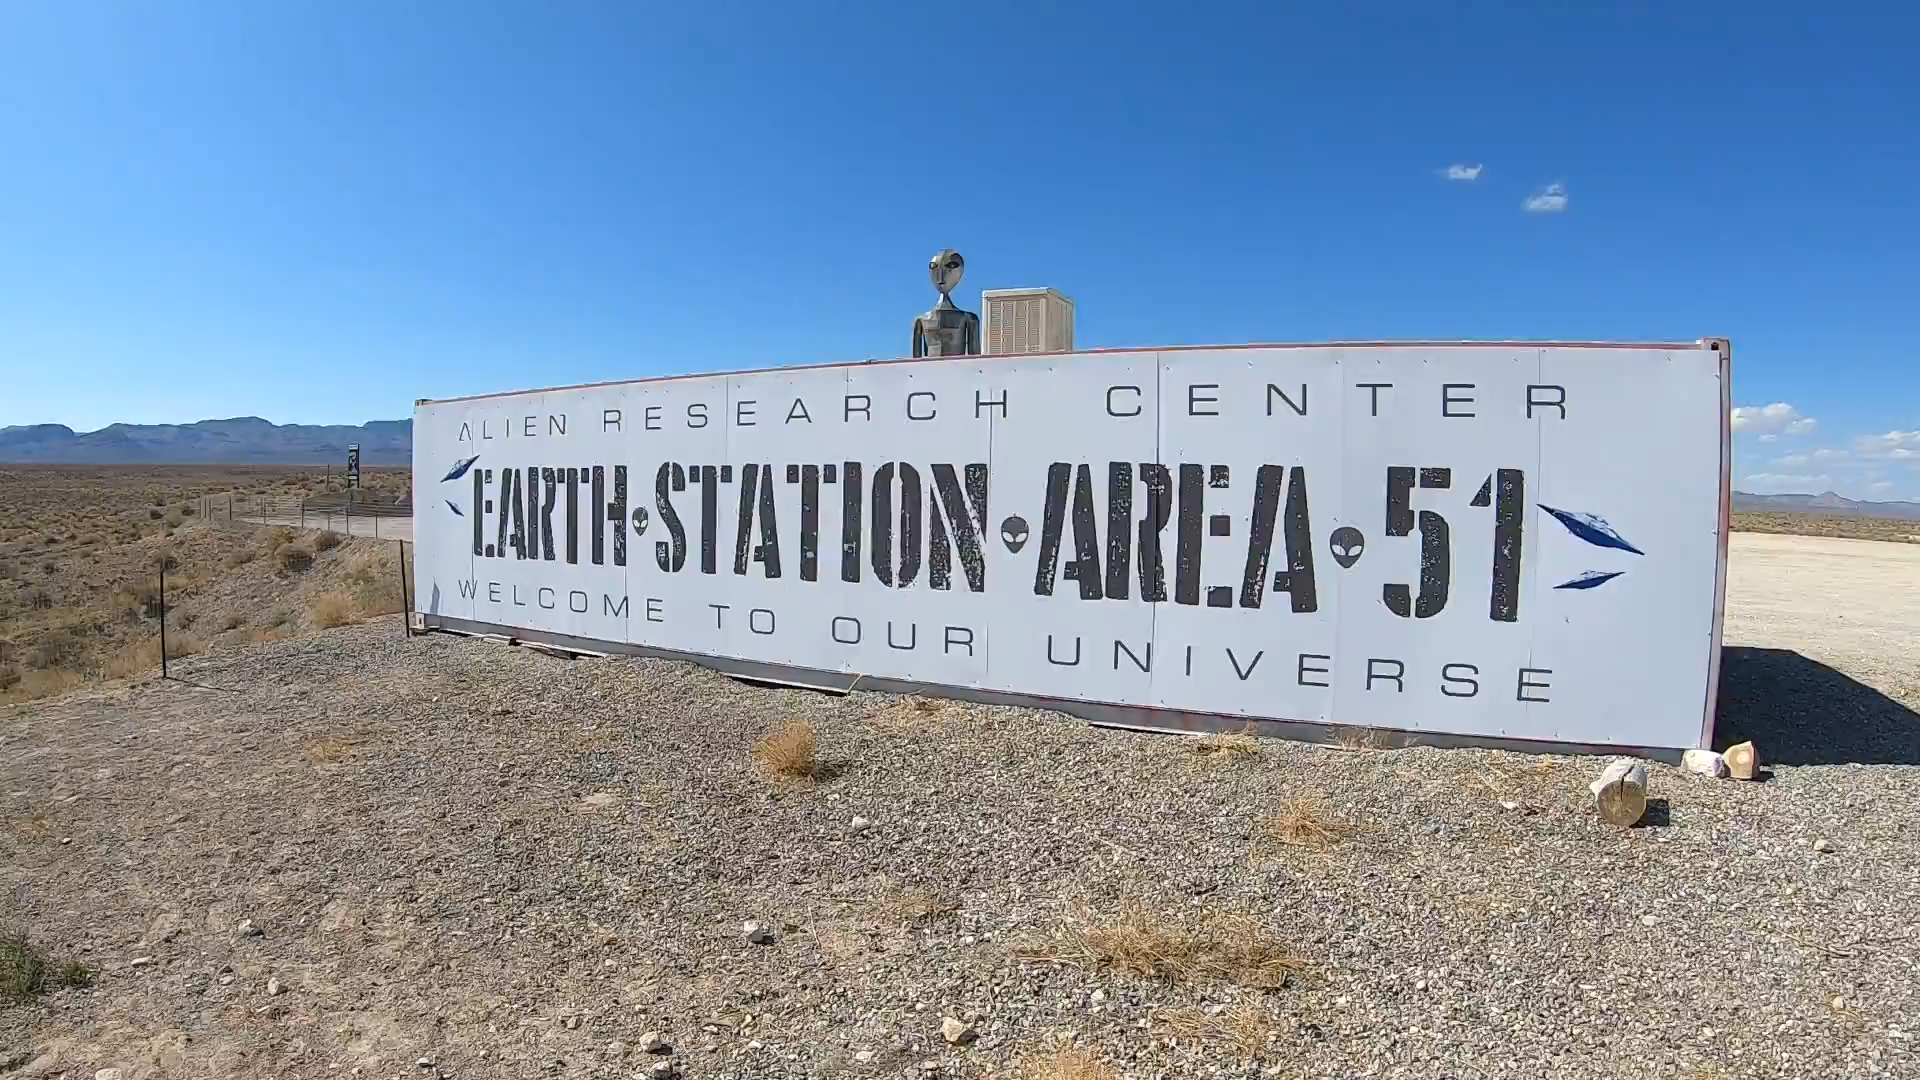 ALIEN RESEARCH CENTER
EARTH STATION AREA 51
WELCOME TO OUR UNIVERSE